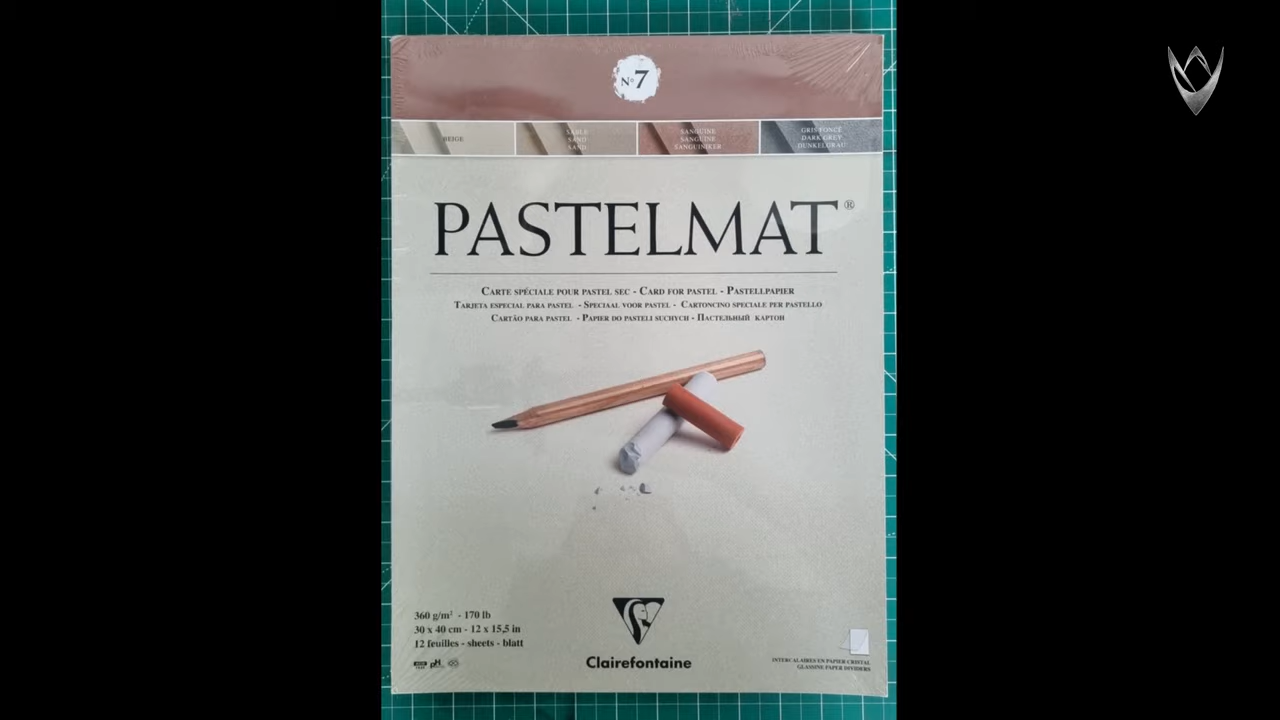 N°7
BEIGE
SABLE
SAND
SAND
SANGUINE
SANGUINE
SANGUINIKER
GRIS FONCÉ
DARK GREY
DUNKELGRAU
PASTELMAT®
CARTE SPÉCIALE POUR PASTEL SEC - CARD FOR PASTEL - PASTELLPAPIER
TARJETA ESPECIAL PARA PASTEL - SPECIAAL VOOR PASTEL - CARTONCINO SPECIALE PER PASTELLO
CARTÃO PARA PASTEL - PAPIER DO PASTELI SUCHYCH - ПАСТЕЛЬНЫЙ КАРТОН
360 g/m² - 170 lb
30 x 40 cm - 12 x 15,5 in
12 feuilles - sheets - blatt
pH
Clairefontaine
INTERCALAIRES EN PAPIER CRISTAL
GLASSINE PAPER DIVIDERS